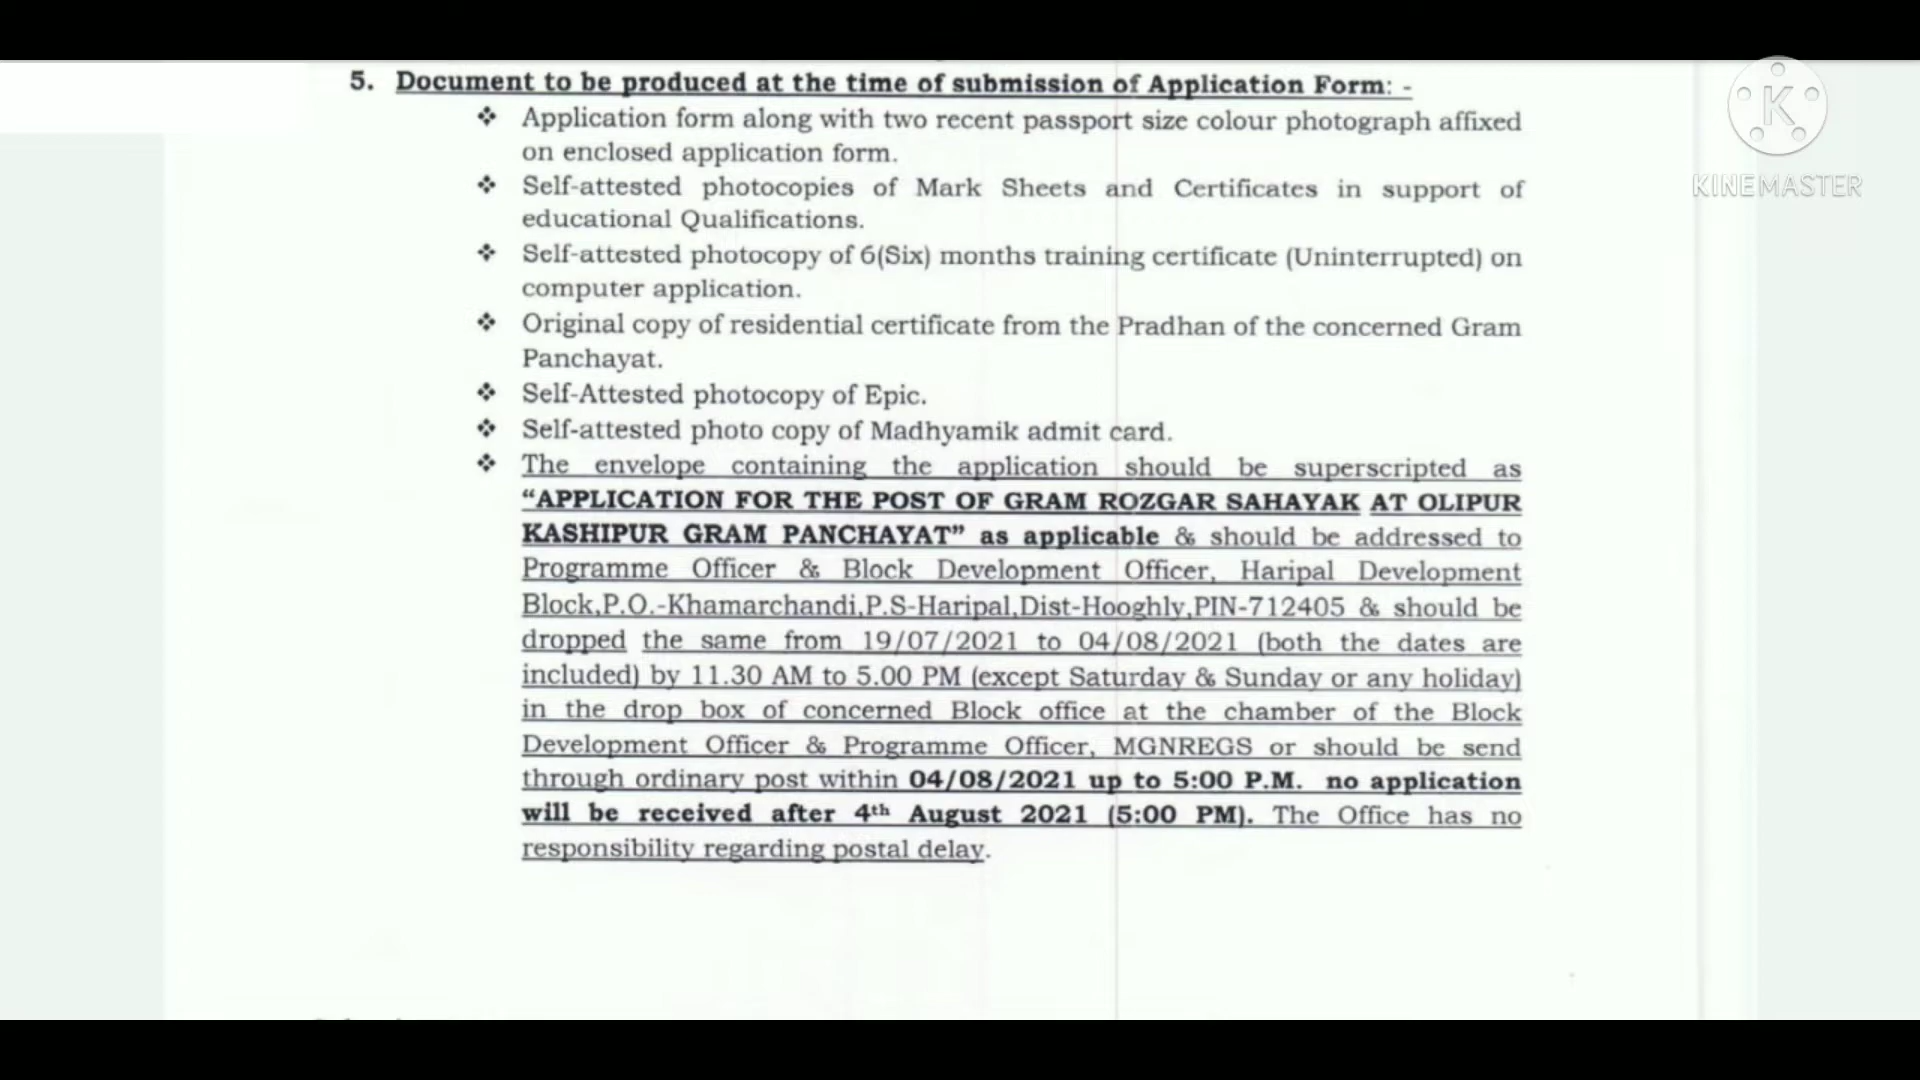 5. Document to be produced at the time of submission of Application Form: -
❖ Application form along with two recent passport size colour photograph affixed
on enclosed application form.
❖ Self-attested photocopies of Mark Sheets and Certificates in support of
educational Qualifications.
❖ Self-attested photocopy of 6(Six) months training certificate (Uninterrupted) on
computer application.
❖ Original copy of residential certificate from the Pradhan of the concerned Gram
Panchayat.
❖ Self-Attested photocopy of Epic.
❖ Self-attested photo copy of Madhyamik admit card.
❖ The envelope containing the application should be superscripted as
“APPLICATION FOR THE POST OF GRAM ROZGAR SAHAYAK AT OLIPUR
KASHIPUR GRAM PANCHAYAT” as applicable & should be addressed to
Programme Officer & Block Development Officer, Haripal Development
Block,P.O.-Khamarchandi,P.S-Haripal,Dist-Hooghly,PIN-712405 & should be
dropped the same from 19/07/2021 to 04/08/2021 (both the dates are
included) by 11.30 AM to 5.00 PM (except Saturday & Sunday or any holiday)
in the drop box of concerned Block office at the chamber of the Block
Development Officer & Programme Officer, MGNREGS or should be send
through ordinary post within 04/08/2021 up to 5:00 P.M. no application
will be received after 4th August 2021 (5:00 PM). The Office has no
responsibility regarding postal delay.
K
KINEMASTER